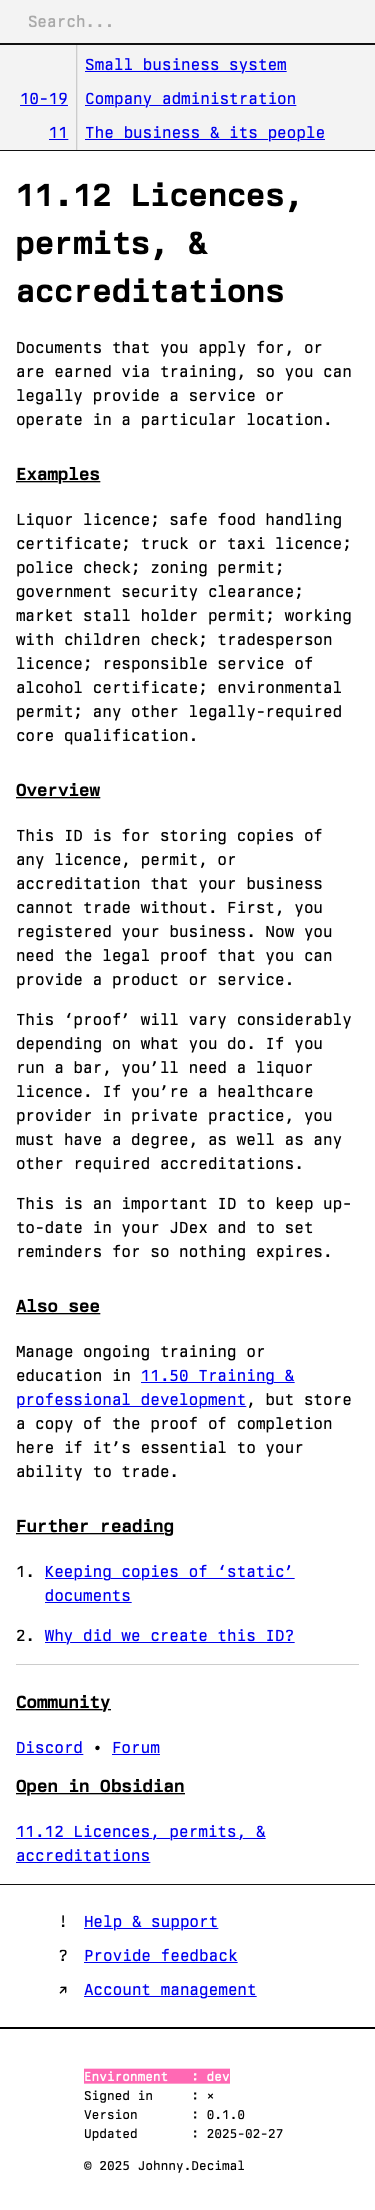 Search...
Small business system
10-19 Company administration
11 The business & its people
11.12 Licences,
permits, &
accreditations
Documents that you apply for, or
are earned via training, so you can
legally provide a service or
operate in a particular location.
Examples
Liquor licence; safe food handling
certificate; truck or taxi licence;
police check; zoning permit;
government security clearance;
market stall holder permit; working
with children check; tradesperson
licence; responsible service of
alcohol certificate; environmental
permit; any other legally-required
core qualification.
Overview
This ID is for storing copies of
any licence, permit, or
accreditation that your business
cannot trade without. First, you
registered your business. Now you
need the legal proof that you can
provide a product or service.
This ‘proof’ will vary considerably
depending on what you do. If you
run a bar, you’ll need a liquor
licence. If you’re a healthcare
provider in private practice, you
must have a degree, as well as any
other required accreditations.
This is an important ID to keep up-
to-date in your JDex and to set
reminders for so nothing expires.
Also see
Manage ongoing training or
education in 11.50 Training &
professional development, but store
a copy of the proof of completion
here if it’s essential to your
ability to trade.
Further reading
1. Keeping copies of ‘static’
documents
2. Why did we create this ID?
Community
Discord • Forum
Open in Obsidian
11.12 Licences, permits, &
accreditations
! Help & support
? Provide feedback
↗ Account management
Environment : dev
Signed in : ×
Version : 0.1.0
Updated : 2025-02-27
© 2025 Johnny.Decimal